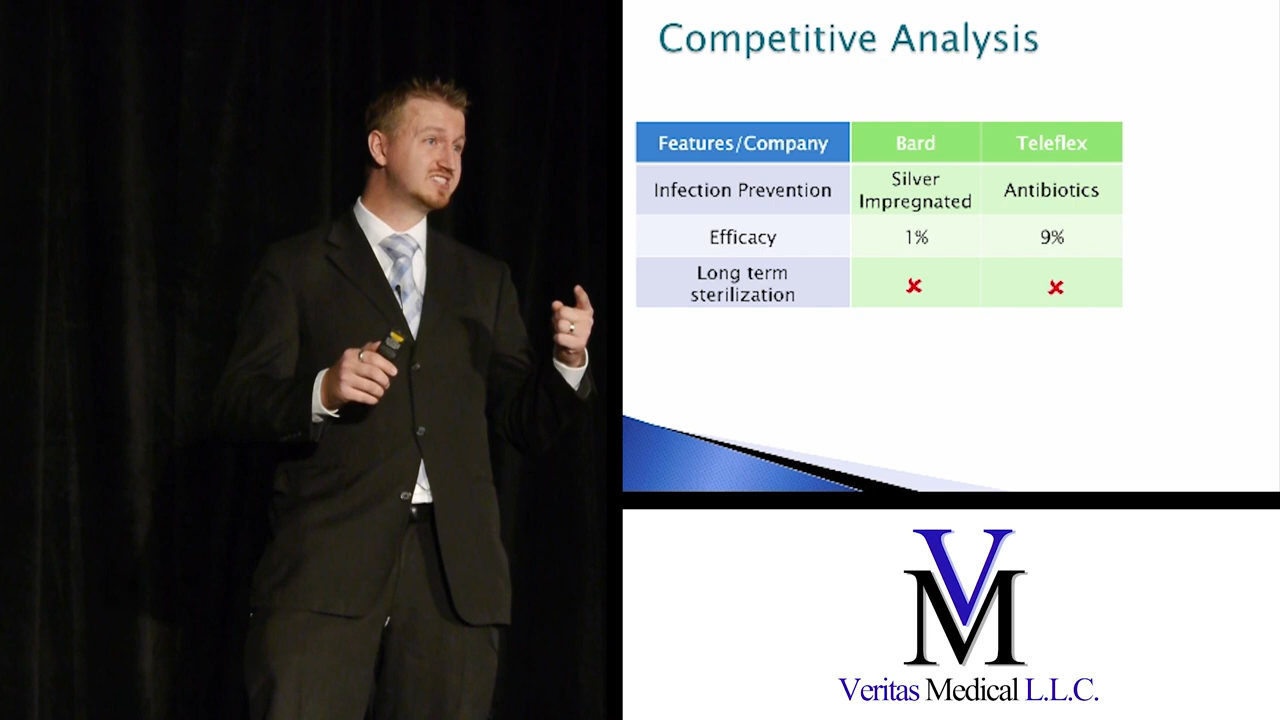 Competitive Analysis
Features/Company Bard Teleflex
Infection Prevention Silver Impregnated Antibiotics
Efficacy 1% 9%
Long term sterilization ✘ ✘
VM
Veritas Medical L.L.C.